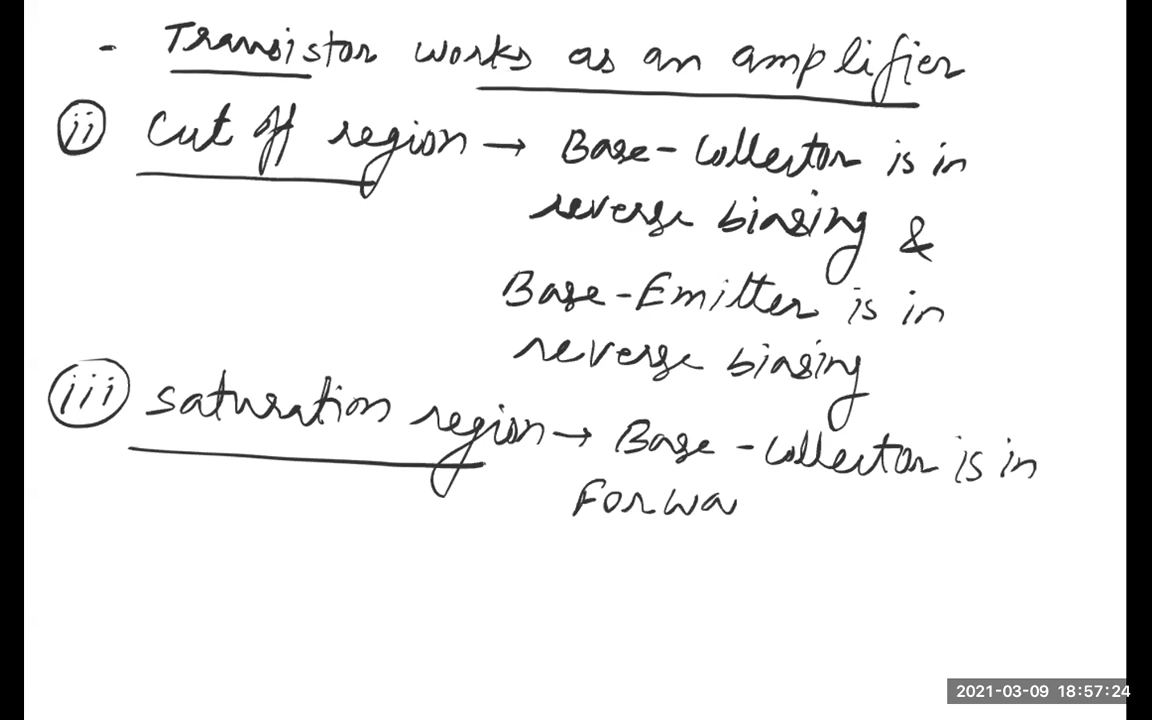 - Transistor works as an amplifier
(ii) Cut off region → Base-Collector is in
reverse biasing &
Base-Emitter is in
reverse biasing
(iii) Saturation region → Base-Collector is in
Forwa
2021-03-09 18:57:24